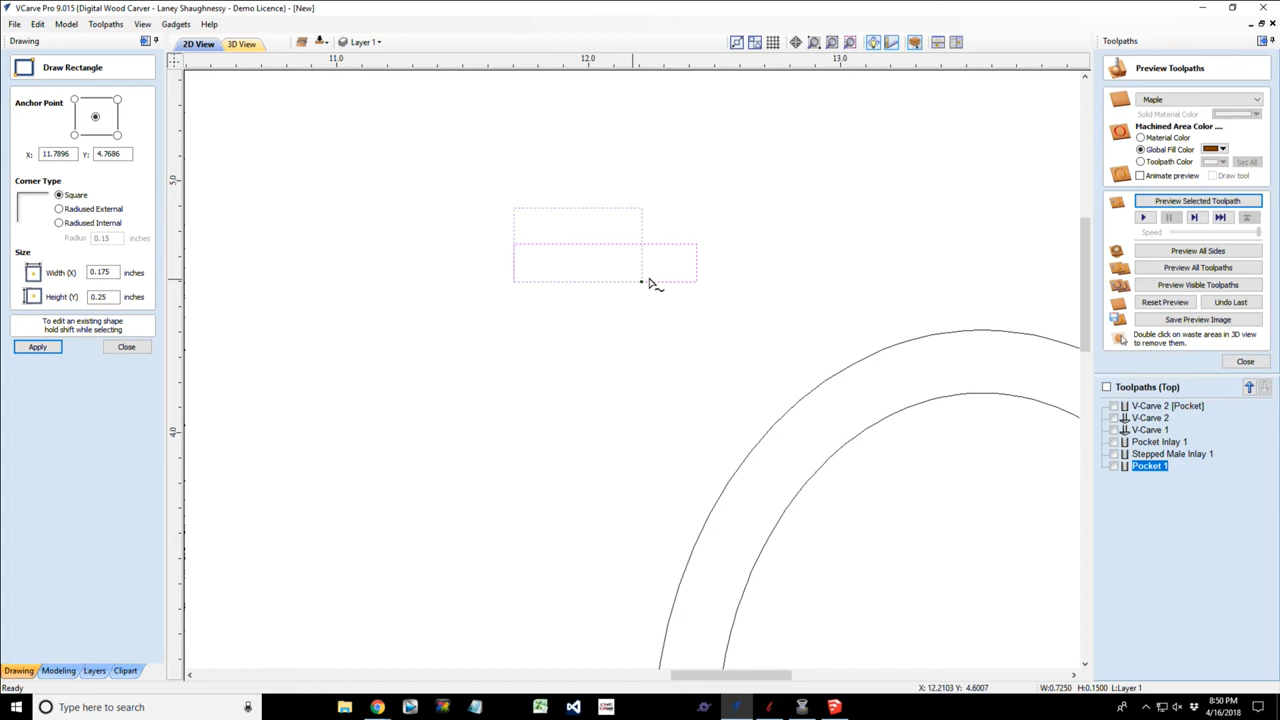 VCarve Pro 9.015 {Digital Wood Carver - Laney Shaughnessy - Demo Licence} - [New]
File Edit Model Toolpaths View Gadgets Help
Drawing
2D View 3D View Layer 1
Toolpaths
Draw Rectangle
11.0 12.0 13.0
Preview Toolpaths
Anchor Point
X: 11.7896 Y: 4.7686
Corner Type
Square
Radiused External
Radiused Internal
Radius 0.15 inches
Size
Width (X) 0.175 inches
Height (Y) 0.25 inches
To edit an existing shape
hold shift while selecting
Apply Close
5.0
4.0
Maple
Solid Material Color
Machined Area Color ....
Material Color
Global Fill Color
Toolpath Color Set All
Animate preview Draw tool
Preview Selected Toolpath
Speed
Preview All Sides
Preview All Toolpaths
Preview Visible Toolpaths
Reset Preview Undo Last
Save Preview Image
Double click on waste areas in 3D view
to remove them.
Close
Toolpaths (Top)
V-Carve 2 [Pocket]
V-Carve 2
V-Carve 1
Pocket Inlay 1
Stepped Male Inlay 1
Pocket 1
Drawing Modeling Layers Clipart
Ready
X: 12.2103 Y: 4.6007 W:0.7250 H:0.1500 L:Layer 1
Type here to search
8:50 PM
4/16/2018